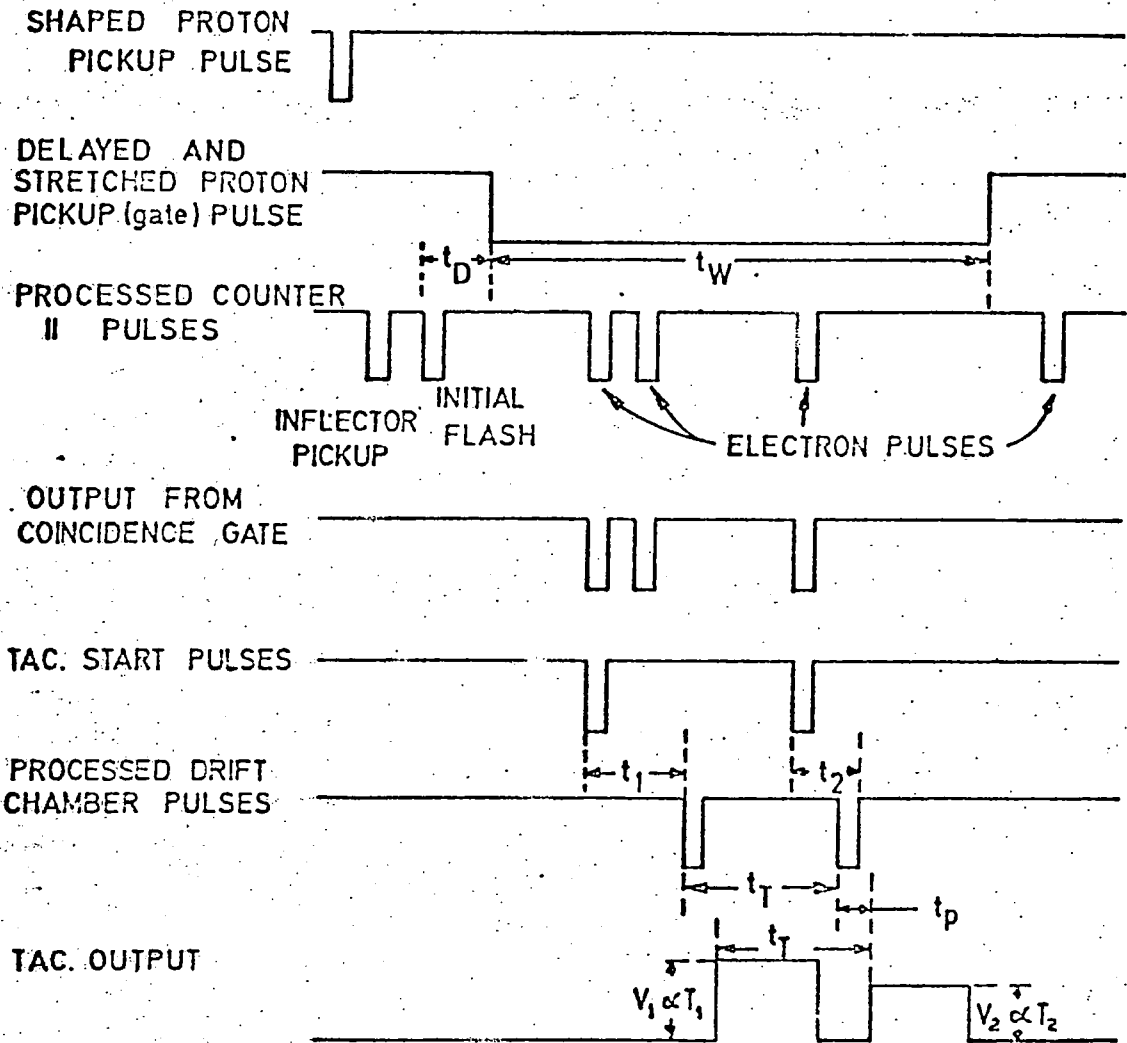 SHAPED PROTON
PICKUP PULSE
DELAYED AND
STRETCHED PROTON
PICKUP (gate) PULSE
t_D
t_W
PROCESSED COUNTER
II PULSES
INFLECTOR
PICKUP
INITIAL
FLASH
ELECTRON PULSES
OUTPUT FROM
COINCIDENCE GATE
TAC. START PULSES
PROCESSED DRIFT
CHAMBER PULSES
t_1
t_2
t_T
t_p
t_T
TAC. OUTPUT
V_1 ∝ T_1
V_2 ∝ T_2